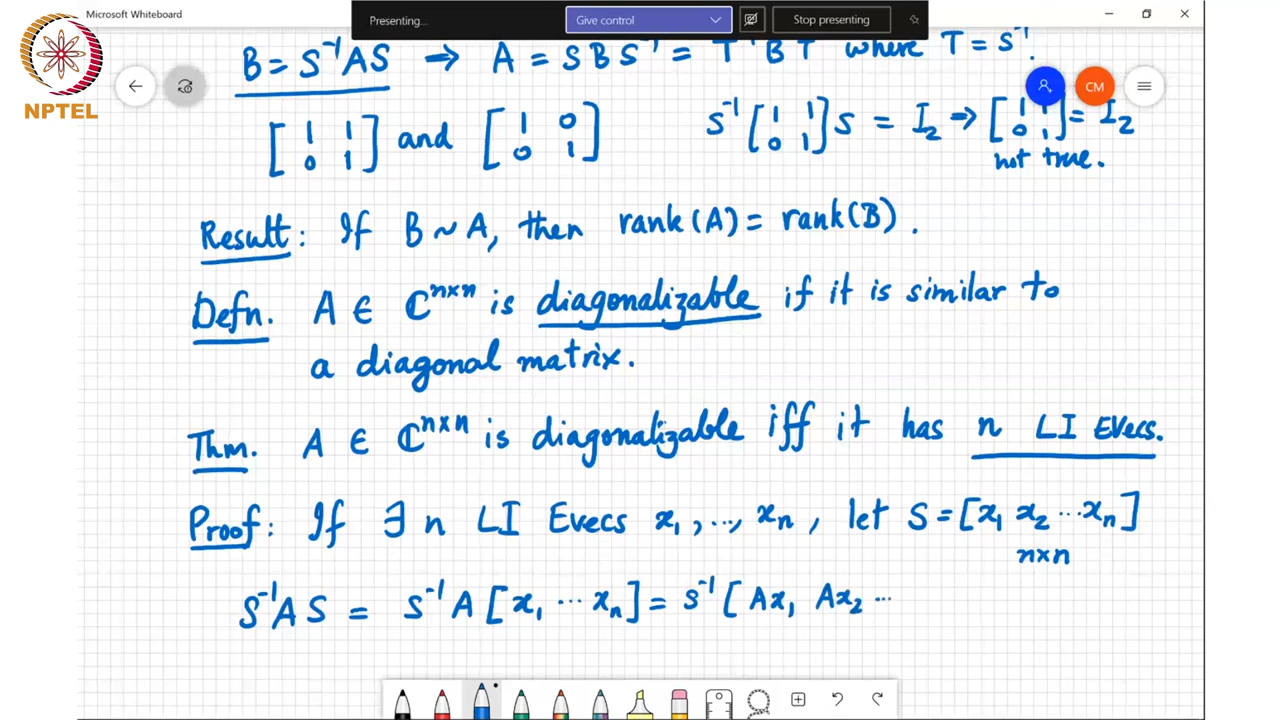 Microsoft Whiteboard
Presenting...
Give control
Stop presenting
NPTEL
CM
B = S⁻¹AS ⇒ A = S B S⁻¹ = T⁻¹ B T where T = S⁻¹.
[1 1; 0 1] and [1 0; 0 1] S⁻¹ [1 1; 0 1] S = I₂ ⇒ [1 1; 0 1] = I₂
not true.
Result: If B ~ A, then rank(A) = rank(B).
Defn. A ∈ ℂⁿˣⁿ is diagonalizable if it is similar to
a diagonal matrix.
Thm. A ∈ ℂⁿˣⁿ is diagonalizable iff it has n LI EVecs.
Proof: If ∃ n LI Evecs x₁, .., xₙ, let S = [x₁ x₂ ... xₙ]
n×n
S⁻¹A S = S⁻¹ A [x₁ ... xₙ] = S⁻¹ [Ax₁ Ax₂ ...